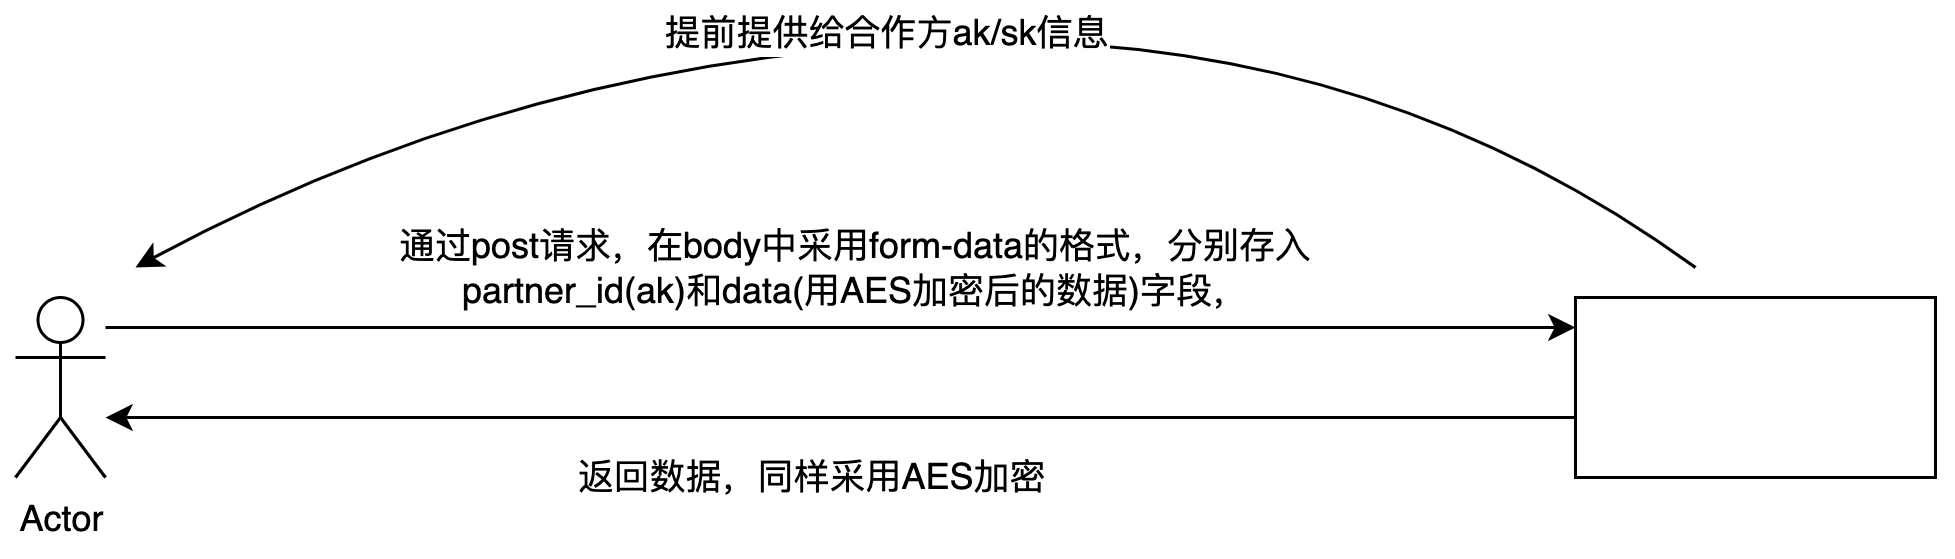 提前提供给合作方ak/sk信息
通过post请求，在body中采用form-data的格式，分别存入
partner_id(ak)和data(用AES加密后的数据)字段，
返回数据，同样采用AES加密
Actor